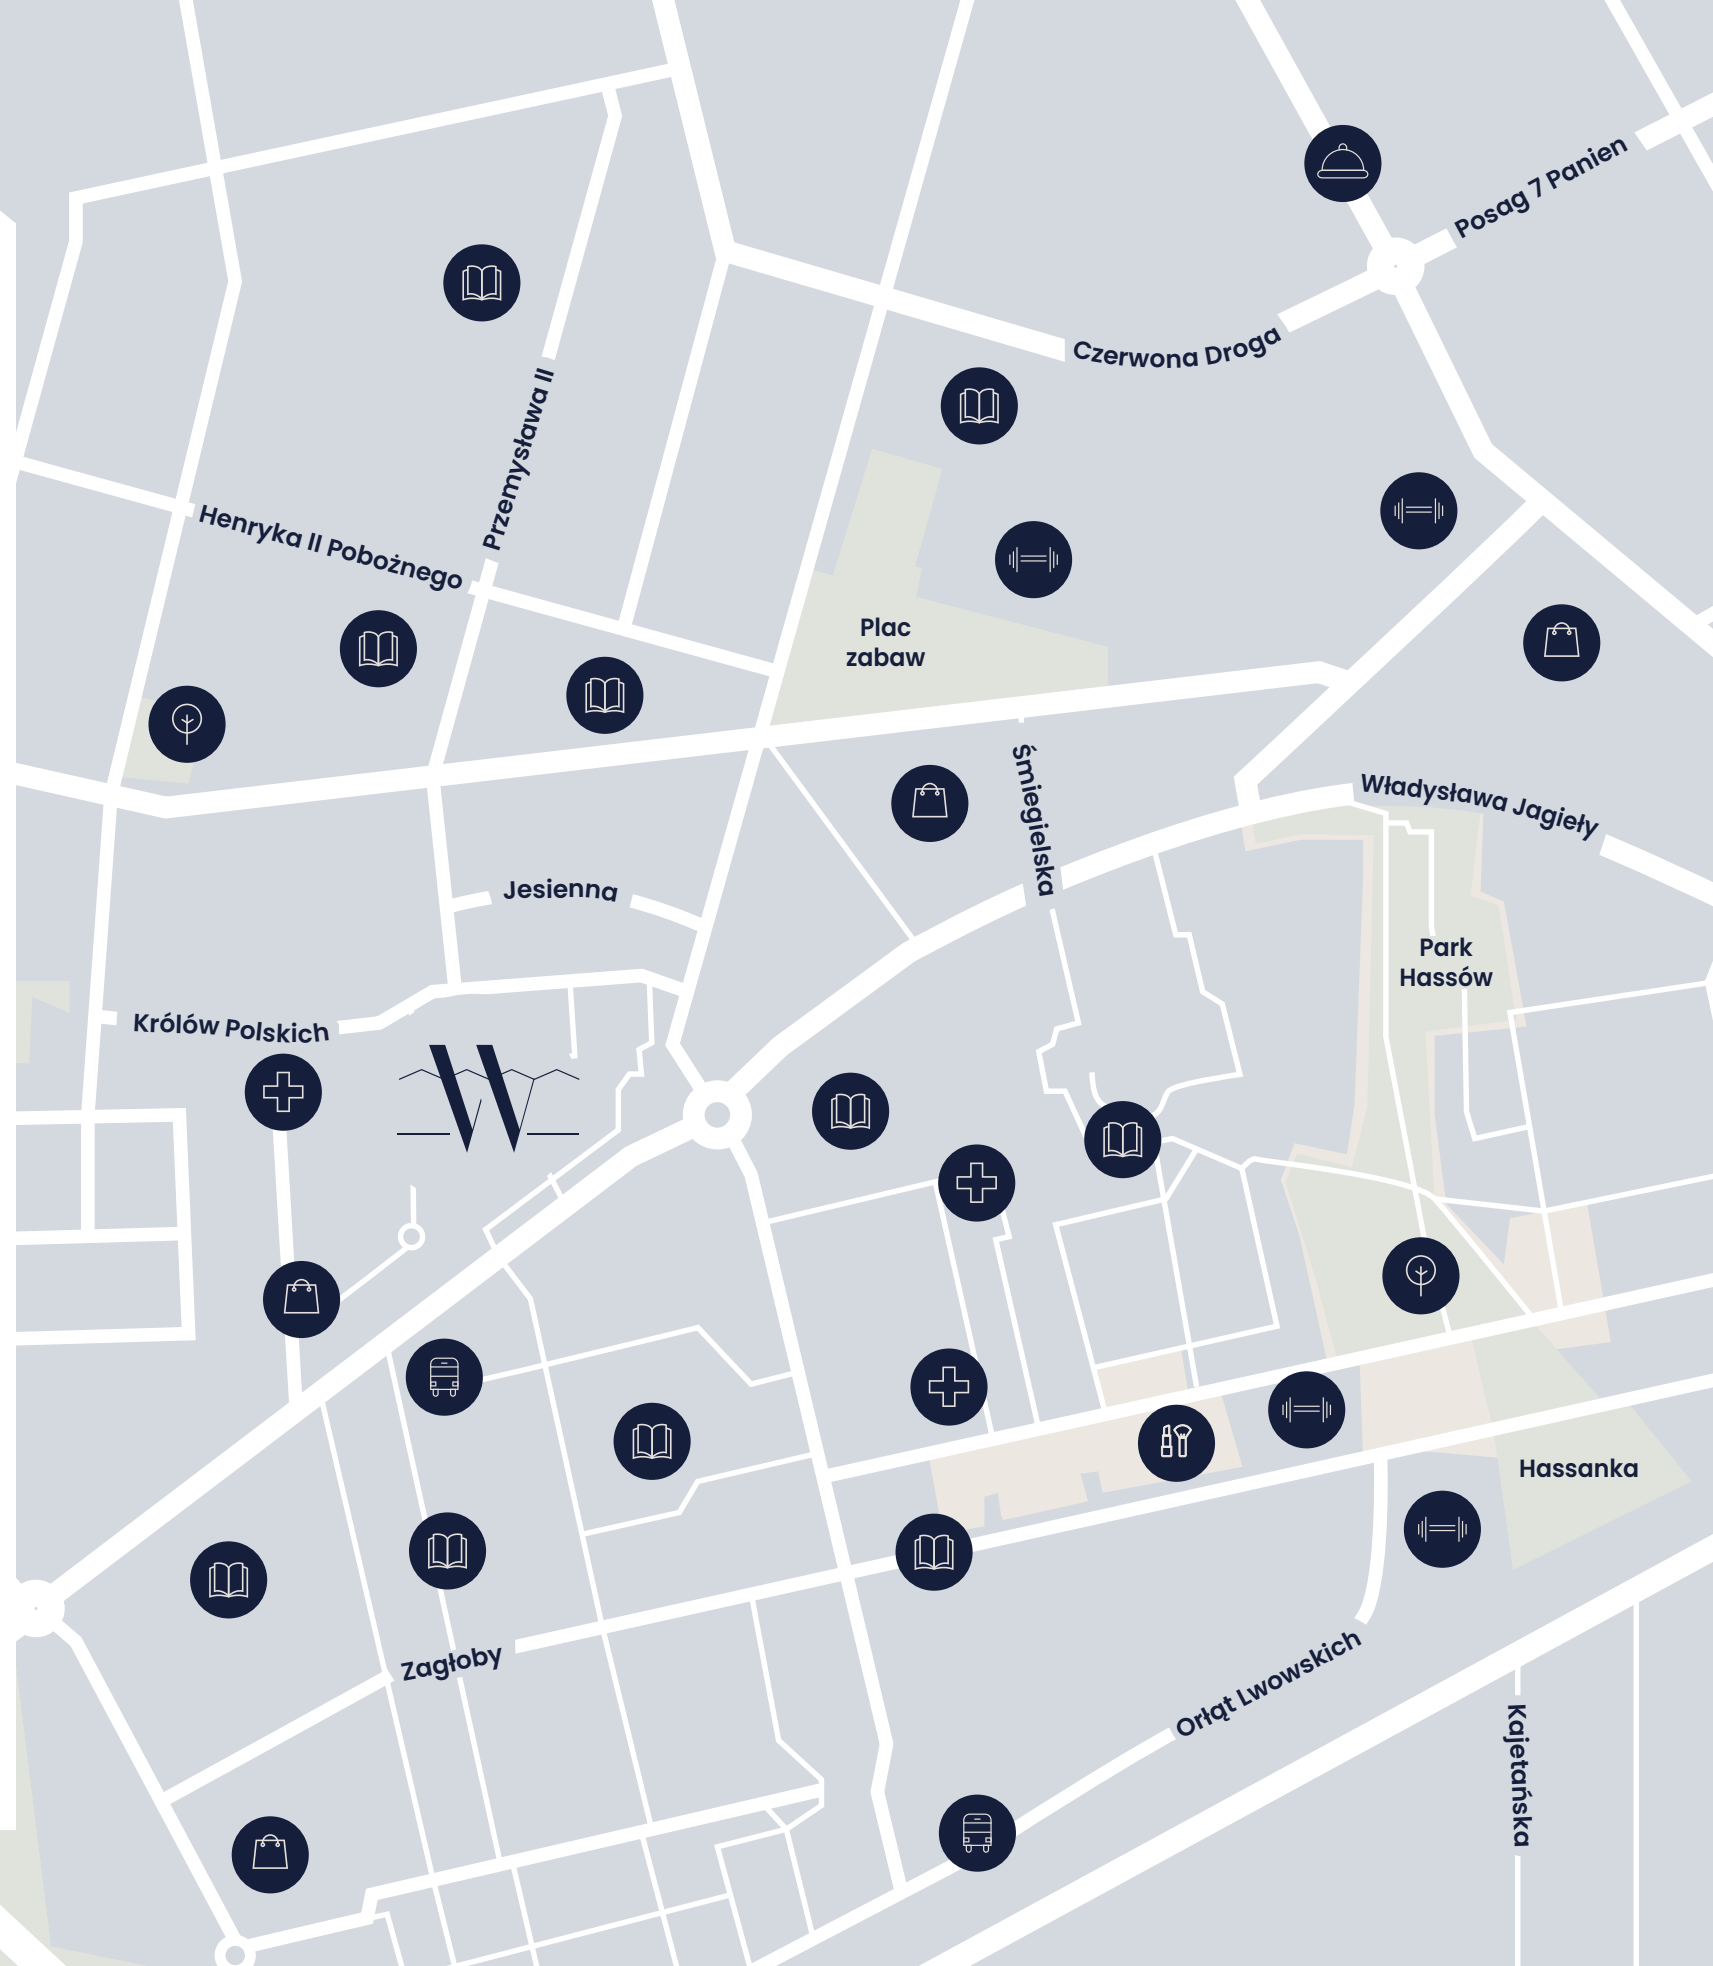 Posag 7 Panien
Czerwona Droga
Przemysława II
Henryka II Pobożnego
Plac
zabaw
Śmiegielska
Władysława Jagieły
Jesienna
Park
Hassów
Królów Polskich
W
Hassanka
Zagłoby
Orłąt Lwowskich
Kajetańska